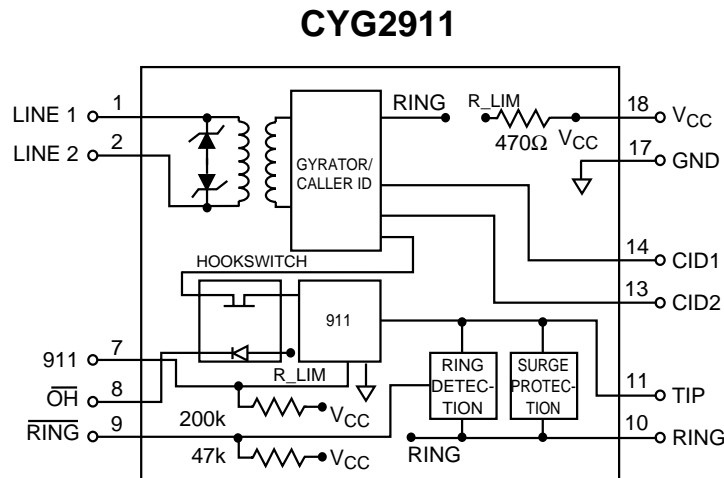 CYG2911
LINE 1 1
LINE 2 2
GYRATOR/
CALLER ID
RING
R_LIM
470Ω
VCC
18 VCC
17 GND
14 CID1
13 CID2
HOOKSWITCH
911
R_LIM
911 7
OH 8
RING 9
200k
VCC
47k
VCC
RING
DETEC-
TION
SURGE
PROTEC-
TION
RING
11 TIP
10 RING